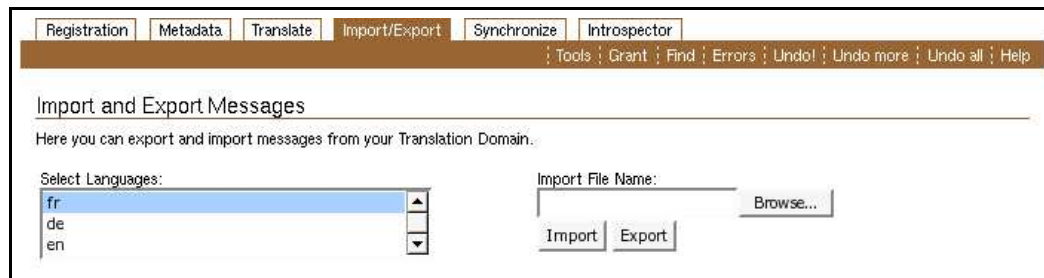 Registration Metadata Translate Import/Export Synchronize Introspector
Tools Grant Find Errors Undo! Undo more Undo all Help
Import and Export Messages
Here you can export and import messages from your Translation Domain.
Select Languages: Import File Name:
fr
Browse...
de
en
Import Export